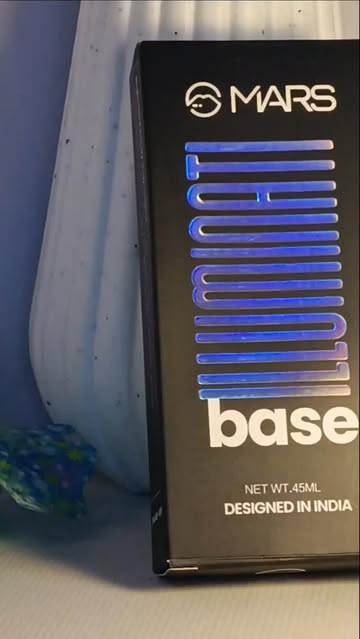 MARS
ILLUMINATI
base
NET WT.45ML
DESIGNED IN INDIA